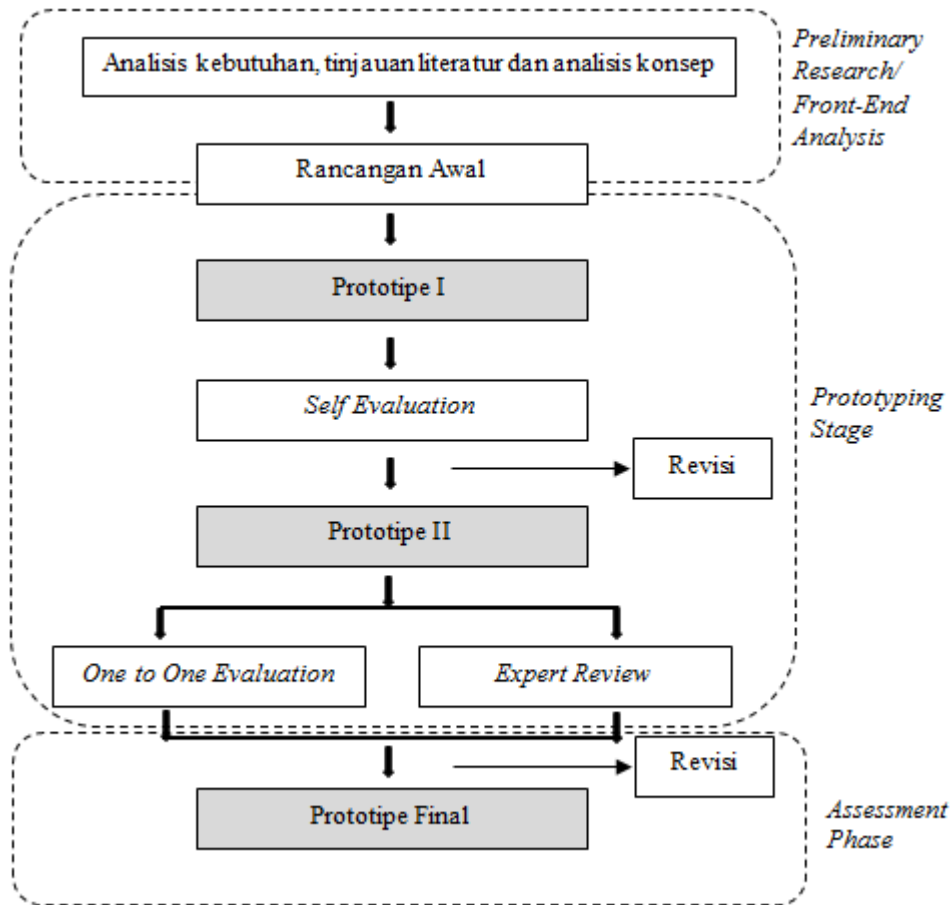 Analisis kebutuhan, tinjauan literatur dan analisis konsep
Preliminary
Research/
Front-End
Analysis
Rancangan Awal
Prototipe I
Self Evaluation
Prototyping
Stage
Revisi
Prototipe II
One to One Evaluation
Expert Review
Revisi
Prototipe Final
Assessment
Phase